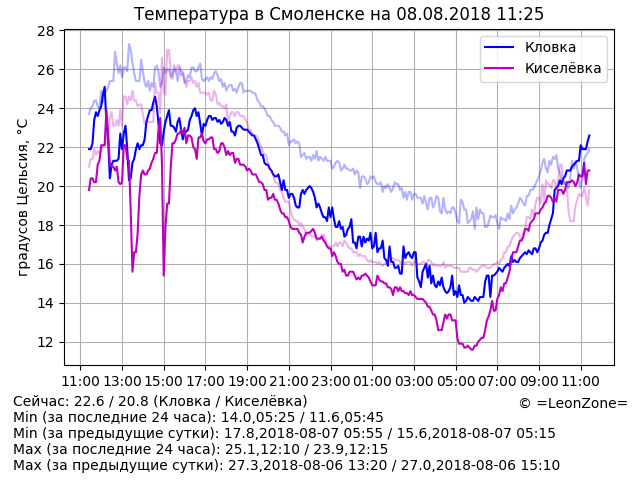 Температура в Смоленске на 08.08.2018 11:25
Кловка
Киселёвка
градусов Цельсия, °C
28
26
24
22
20
18
16
14
12
11:00 13:00 15:00 17:00 19:00 21:00 23:00 01:00 03:00 05:00 07:00 09:00 11:00
Сейчас: 22.6 / 20.8 (Кловка / Киселёвка)
© =LeonZone=
Min (за последние 24 часа): 14.0,05:25 / 11.6,05:45
Min (за предыдущие сутки): 17.8,2018-08-07 05:55 / 15.6,2018-08-07 05:15
Max (за последние 24 часа): 25.1,12:10 / 23.9,12:15
Max (за предыдущие сутки): 27.3,2018-08-06 13:20 / 27.0,2018-08-06 15:10